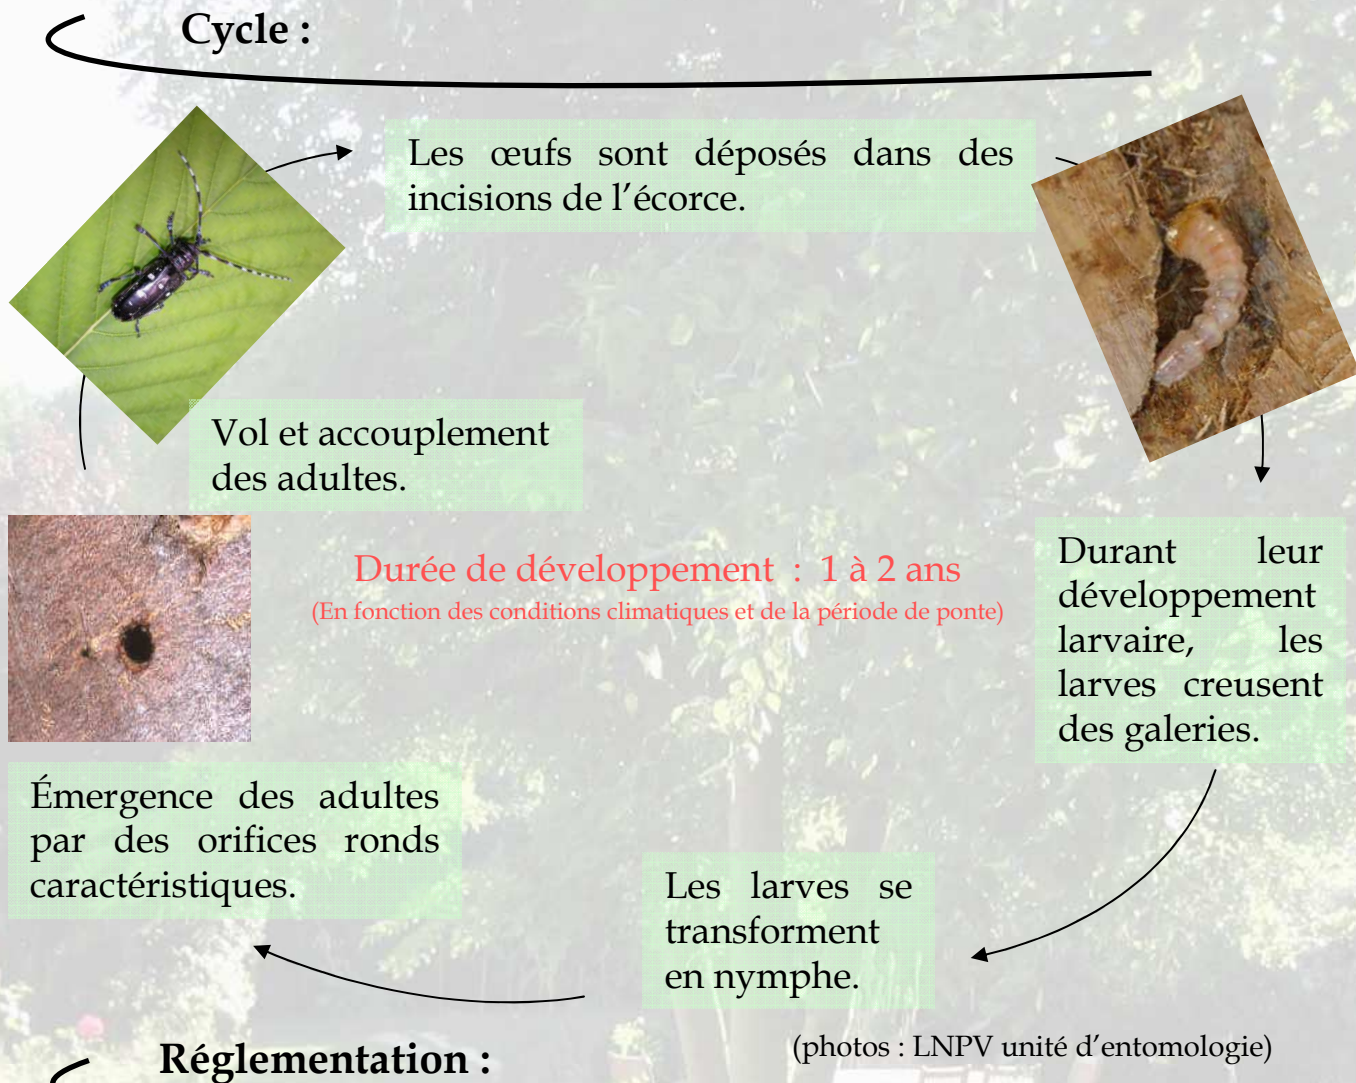 Cycle :
Les œufs sont déposés dans des
incisions de l’écorce.
Vol et accouplement
des adultes.
Durée de développement : 1 à 2 ans
(En fonction des conditions climatiques et de la période de ponte)
Durant leur
développement
larvaire, les
larves creusent
des galeries.
Émergence des adultes
par des orifices ronds
caractéristiques.
Les larves se
transforment
en nymphe.
(photos : LNPV unité d’entomologie)
Réglementation :